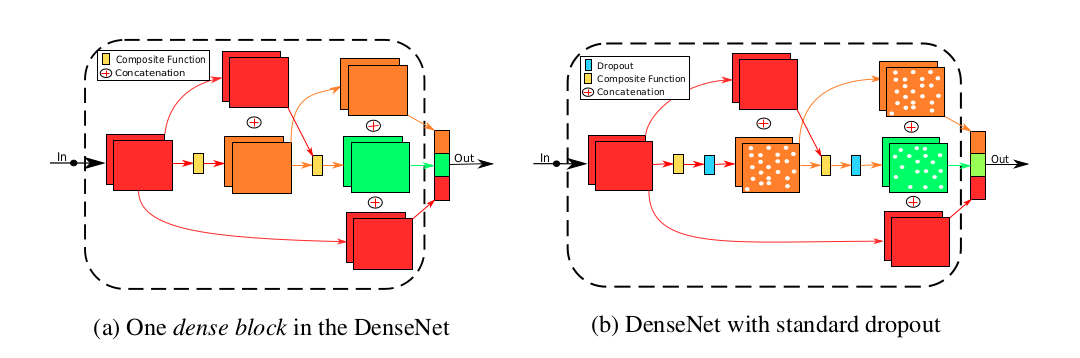 Composite Function
Concatenation
In
Out
(a) One dense block in the DenseNet
Dropout
Composite Function
Concatenation
In
Out
(b) DenseNet with standard dropout